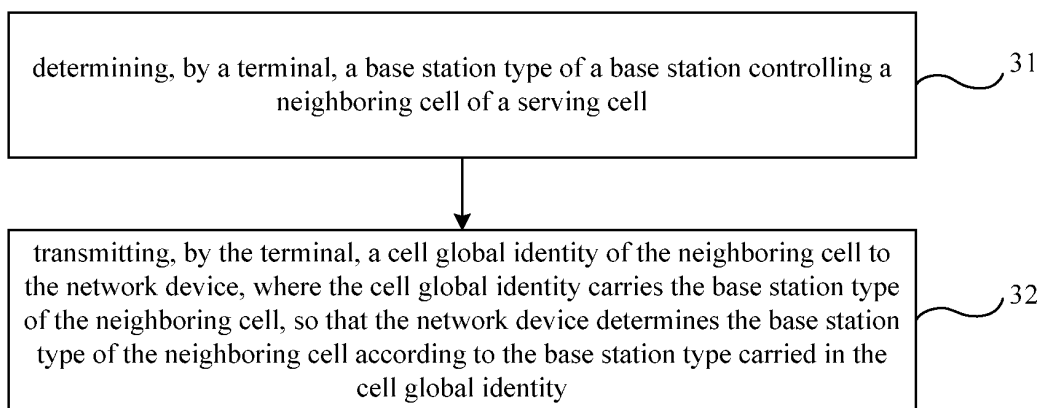 determining, by a terminal, a base station type of a base station controlling a
neighboring cell of a serving cell
31
transmitting, by the terminal, a cell global identity of the neighboring cell to
the network device, where the cell global identity carries the base station type
of the neighboring cell, so that the network device determines the base station
type of the neighboring cell according to the base station type carried in the
cell global identity
32